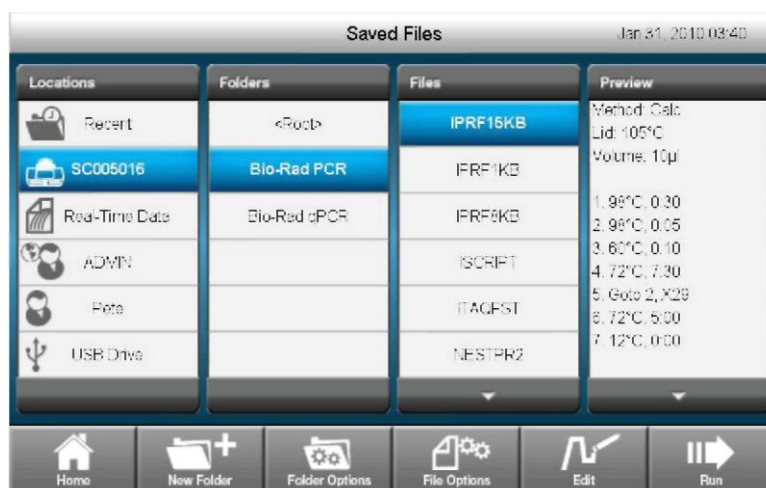 Saved Files
Jan 31, 2010 03:40
Locations
Recent
SC005016
Real-Time Data
ADMIN
Pete
USB Drive
Folders
<Root>
Bio-Rad PCR
Bio-Rad qPCR
Files
IPRF15KB
IPRF1KB
IPRF8KB
ISCRIPT
ITAQFST
NESTPR2
Preview
Method: Calc
Lid: 105°C
Volume: 10µl
1. 98°C, 0:30
2. 98°C, 0:05
3. 60°C, 0:10
4. 72°C, 7:30
5. Goto 2, X29
6. 72°C, 5:00
7. 12°C, 0:00
Home
New Folder
Folder Options
File Options
Edit
Run